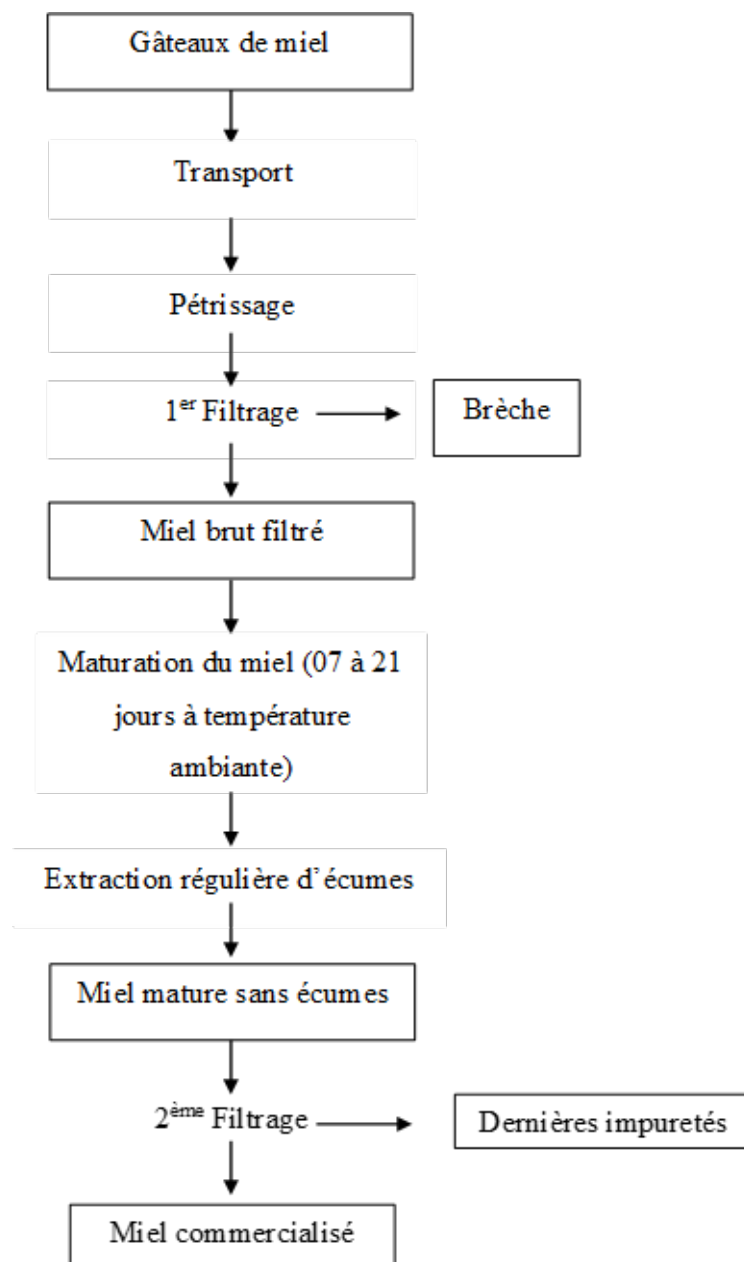 Gâteaux de miel
Transport
Pétrissage
1er Filtrage
Brèche
Miel brut filtré
Maturation du miel (07 à 21
jours à température
ambiante)
Extraction régulière d'écumes
Miel mature sans écumes
2ème Filtrage
Dernières impuretés
Miel commercialisé